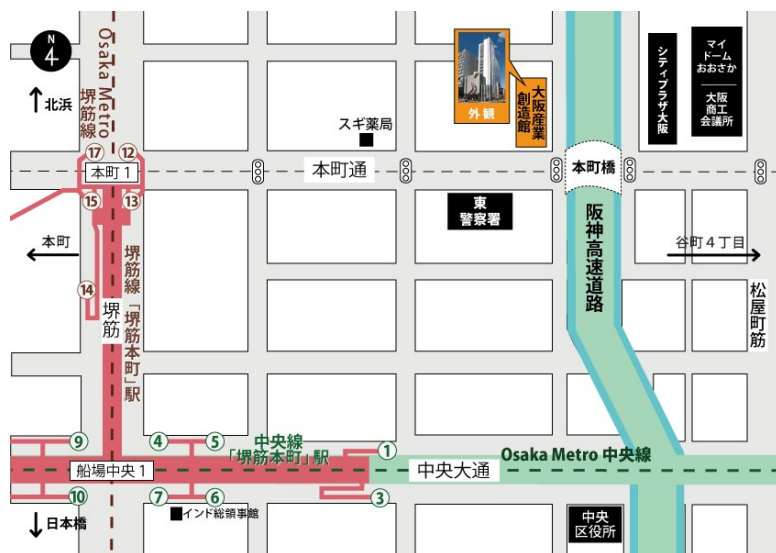 N
4
Osaka Metro
堺筋線
北浜
外観
大阪産業
創造館
シティプラザ大阪
マイ
ドーム
おおさか
大阪
商工
会議所
スギ薬局
⑰
⑫
本町1
⑮
⑬
本町通
本町橋
東
警察署
本町
谷町4丁目
阪神高速道路
松屋町筋
⑭
堺筋
堺筋線「堺筋本町」駅
⑨
④
⑤
中央線
「堺筋本町」駅
①
Osaka Metro 中央線
船場中央1
中央大通
⑩
⑦
⑥
③
日本橋
インド総領事館
中央
区役所